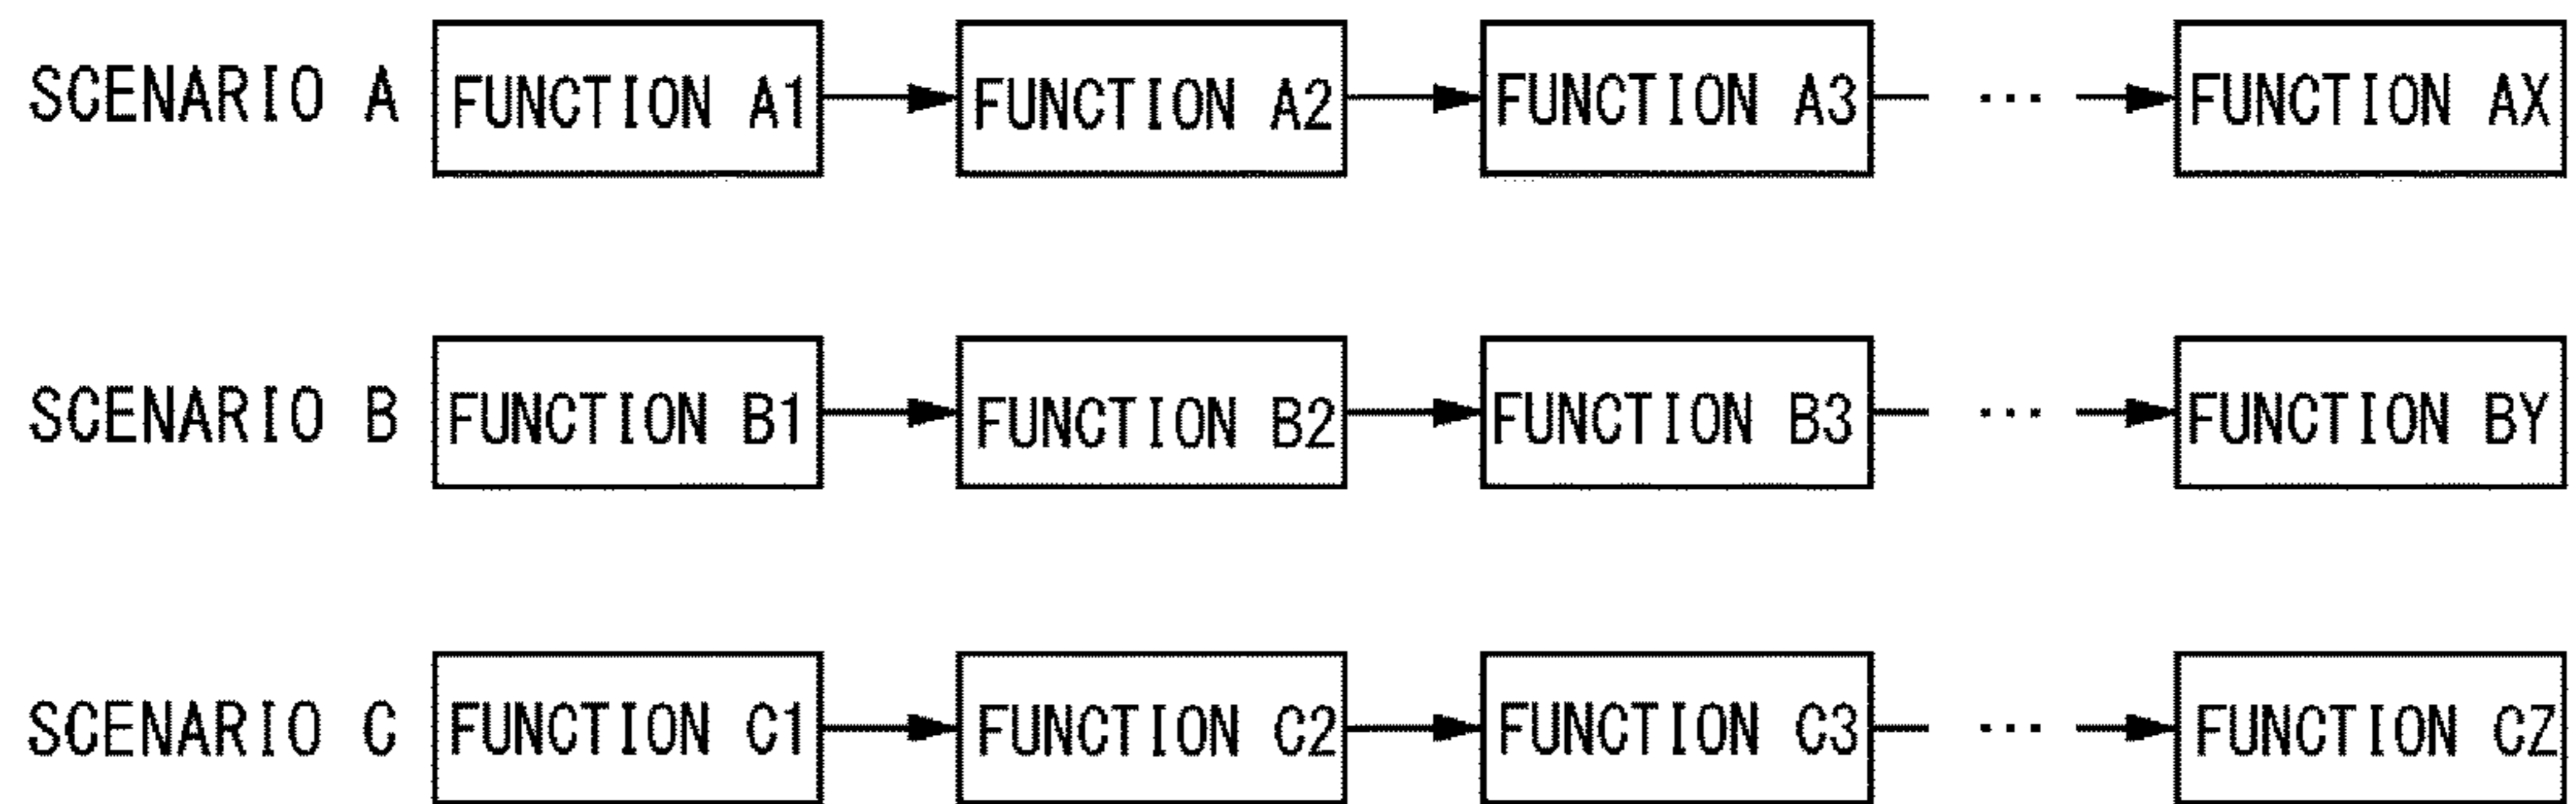 SCENARIO A FUNCTION A1 FUNCTION A2 FUNCTION A3 ... FUNCTION AX
SCENARIO B FUNCTION B1 FUNCTION B2 FUNCTION B3 ... FUNCTION BY
SCENARIO C FUNCTION C1 FUNCTION C2 FUNCTION C3 ... FUNCTION CZ